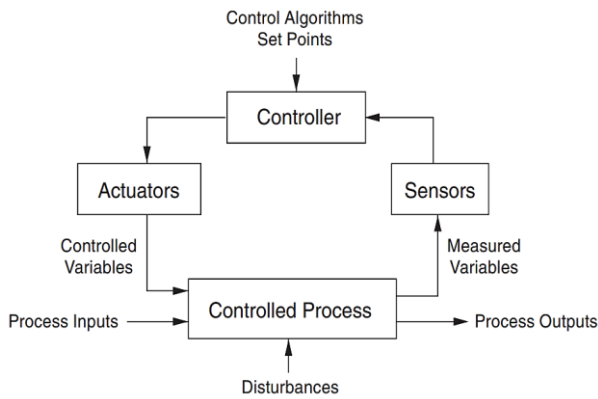 Control Algorithms
Set Points
Controller
Actuators
Sensors
Controlled
Variables
Measured
Variables
Process Inputs
Controlled Process
Process Outputs
Disturbances